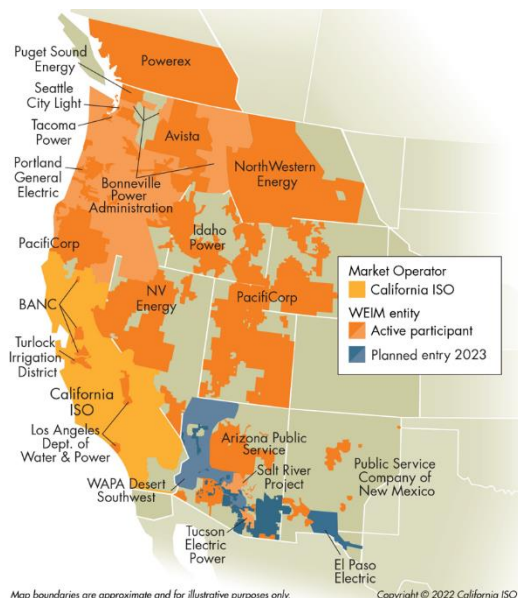 Powerex
Puget Sound
Energy
Seattle
City Light
Tacoma
Power
Avista
Portland
General
Electric
NorthWestern
Energy
Bonneville
Power
Administration
Idaho
Power
PacifiCorp
BANC
NV
Energy
PacifiCorp
Market Operator
California ISO
WEIM entity
Active participant
Planned entry 2023
Turlock
Irrigation
District
California
ISO
Los Angeles
Dept. of
Water & Power
Arizona Public
Service
Salt River
Project
Public Service
Company of
New Mexico
WAPA Desert
Southwest
Tucson
Electric
Power
El Paso
Electric
Map boundaries are approximate and for illustrative purposes only.
Copyright © 2022 California ISO